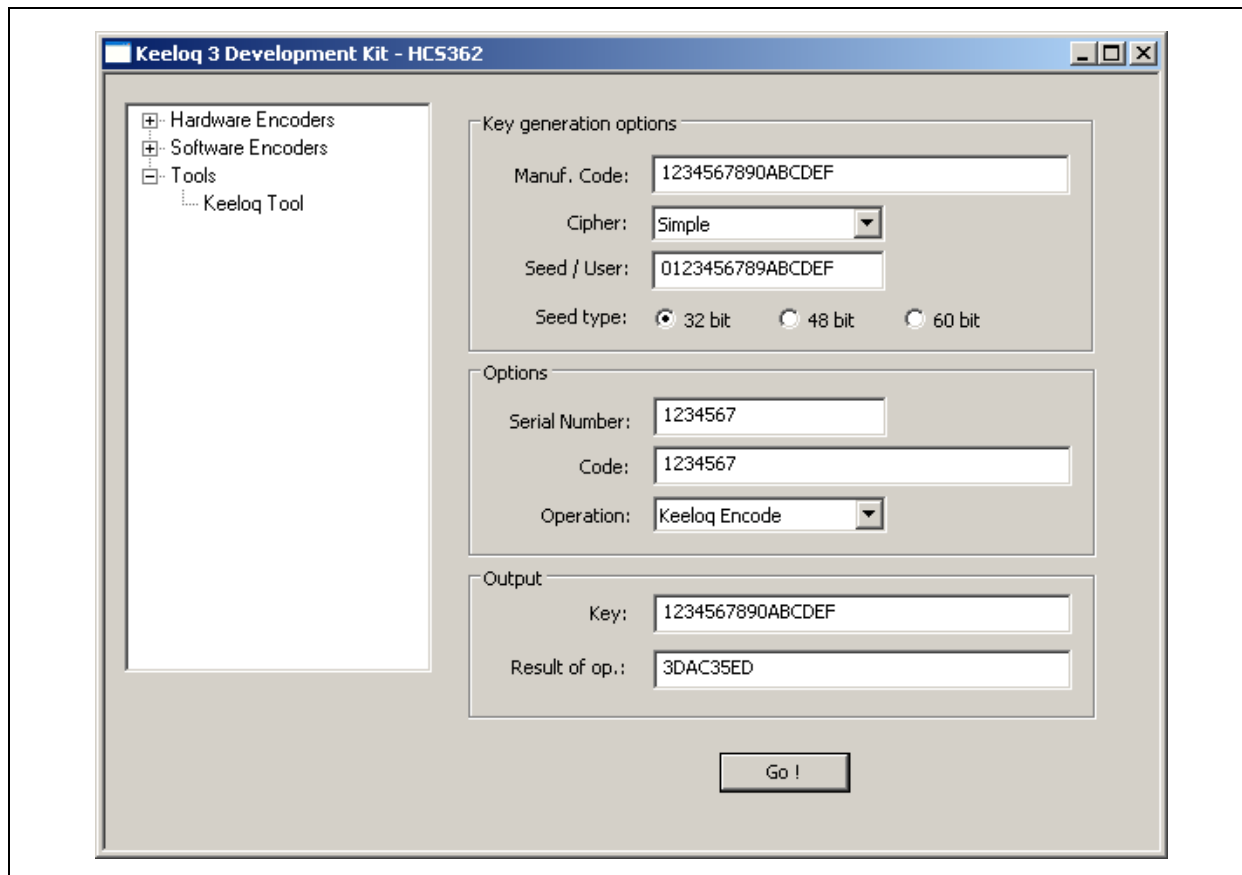 Keeloq 3 Development Kit - HCS362
Hardware Encoders
Software Encoders
Tools
Keeloq Tool
Key generation options
Manuf. Code: 1234567890ABCDEF
Cipher: Simple
Seed / User: 0123456789ABCDEF
Seed type: 32 bit 48 bit 60 bit
Options
Serial Number: 1234567
Code: 1234567
Operation: Keeloq Encode
Output
Key: 1234567890ABCDEF
Result of op.: 3DAC35ED
Go !